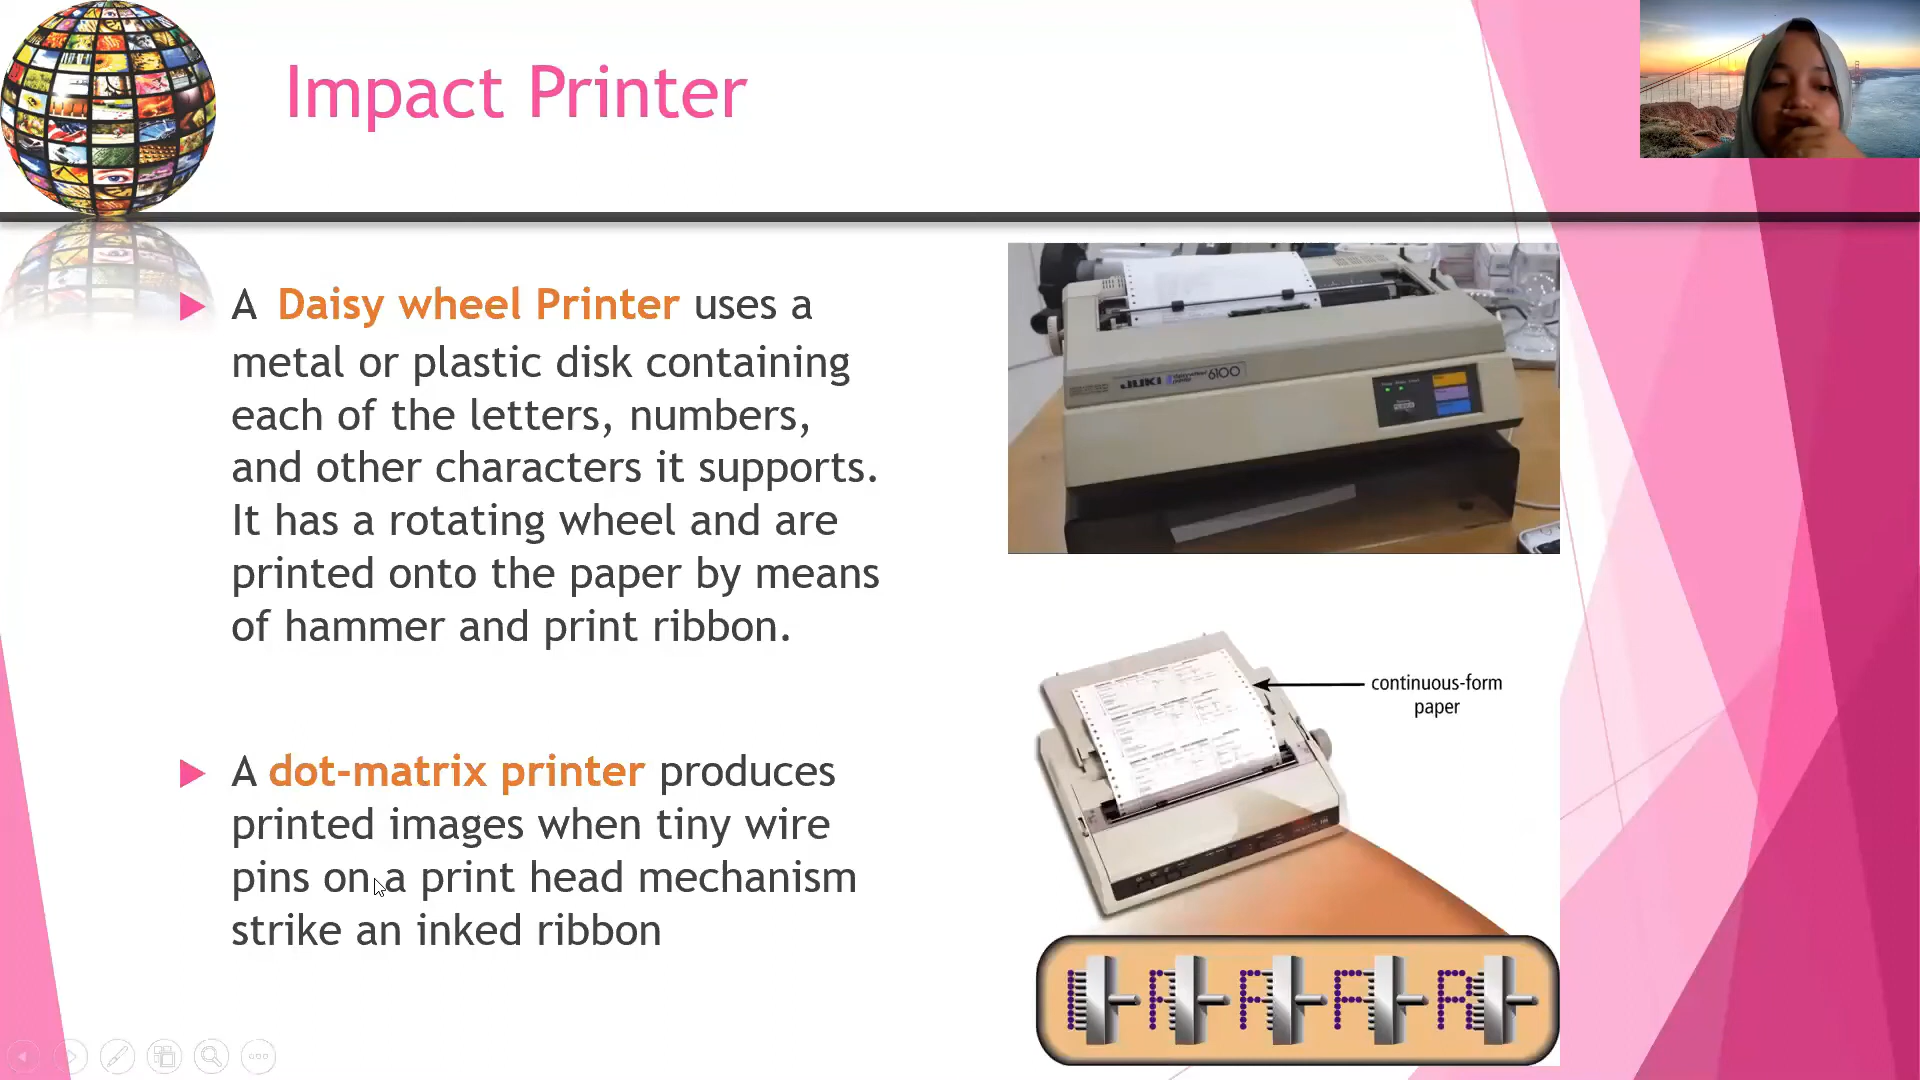 Impact Printer
A Daisy wheel Printer uses a
metal or plastic disk containing
each of the letters, numbers,
and other characters it supports.
It has a rotating wheel and are
printed onto the paper by means
of hammer and print ribbon.
A dot-matrix printer produces
printed images when tiny wire
pins on a print head mechanism
strike an inked ribbon
JUKI 6100
continuous-form
paper